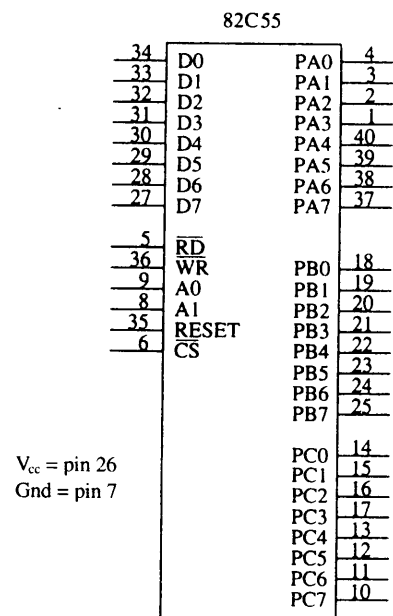 82C55
34 D0 PA0 4
33 D1 PA1 3
32 D2 PA2 2
31 D3 PA3 1
30 D4 PA4 40
29 D5 PA5 39
28 D6 PA6 38
27 D7 PA7 37
5 RD
36 WR PB0 18
9 A0 PB1 19
8 A1 PB2 20
35 RESET PB3 21
6 CS PB4 22
PB5 23
PB6 24
PB7 25
PC0 14
Vcc = pin 26 PC1 15
Gnd = pin 7 PC2 16
PC3 17
PC4 13
PC5 12
PC6 11
PC7 10